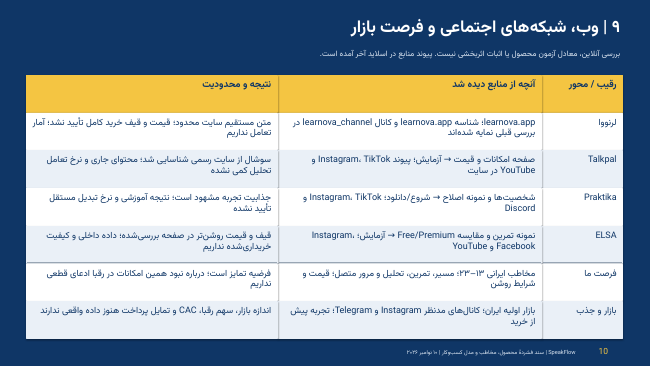 ۹ | وب، شبکه‌های اجتماعی و فرصت بازار
بررسی آنلاین، معادل آزمون محصول یا اثبات اثربخشی نیست. پیوند منابع در اسلاید آخر آمده است.
رقیب / محور
آنچه از منابع دیده شد
نتیجه و محدودیت
لرنووا
learnova.app؛ شناسه learnova.app و کانال learnova_channel در
بررسی قبلی نمایه شده‌اند
متن مستقیم سایت محدود؛ قیمت و قیف خرید کامل تأیید نشد؛ آمار
تعامل نداریم
Talkpal
صفحه امکانات و قیمت → آزمایش؛ پیوند Instagram، TikTok و
YouTube در سایت
سوشال از سایت رسمی شناسایی شد؛ محتوای جاری و نرخ تعامل
تحلیل کمی نشده
Praktika
شخصیت‌ها و نمونه اصلاح → شروع/دانلود؛ Instagram، TikTok و
Discord
جذابیت تجربه مشهود است؛ نتیجه آموزشی و نرخ تبدیل مستقل
تأیید نشده
ELSA
نمونه تمرین و مقایسه Free/Premium → آزمایش؛ Instagram،
Facebook و YouTube
قیف و قیمت روشن‌تر در صفحه بررسی‌شده؛ داده داخلی و کیفیت
خریداری‌شده نداریم
فرصت ما
مخاطب ایرانی ۱۳–۲۳؛ مسیر، تمرین، تحلیل و مرور متصل؛ قیمت و
شرایط روشن
فرضیه تمایز است؛ درباره نبود همین امکانات در رقبا ادعای قطعی
نداریم
بازار و جذب
بازار اولیه ایران؛ کانال‌های مدنظر Instagram و Telegram؛ تجربه پیش
از خرید
اندازه بازار، سهم رقبا، CAC و تمایل پرداخت هنوز داده واقعی ندارند
SpeakFlow | سند فشردهٔ محصول، مخاطب و مدل کسب‌وکار | ۱۰ نوامبر ۲۰۲۶
10